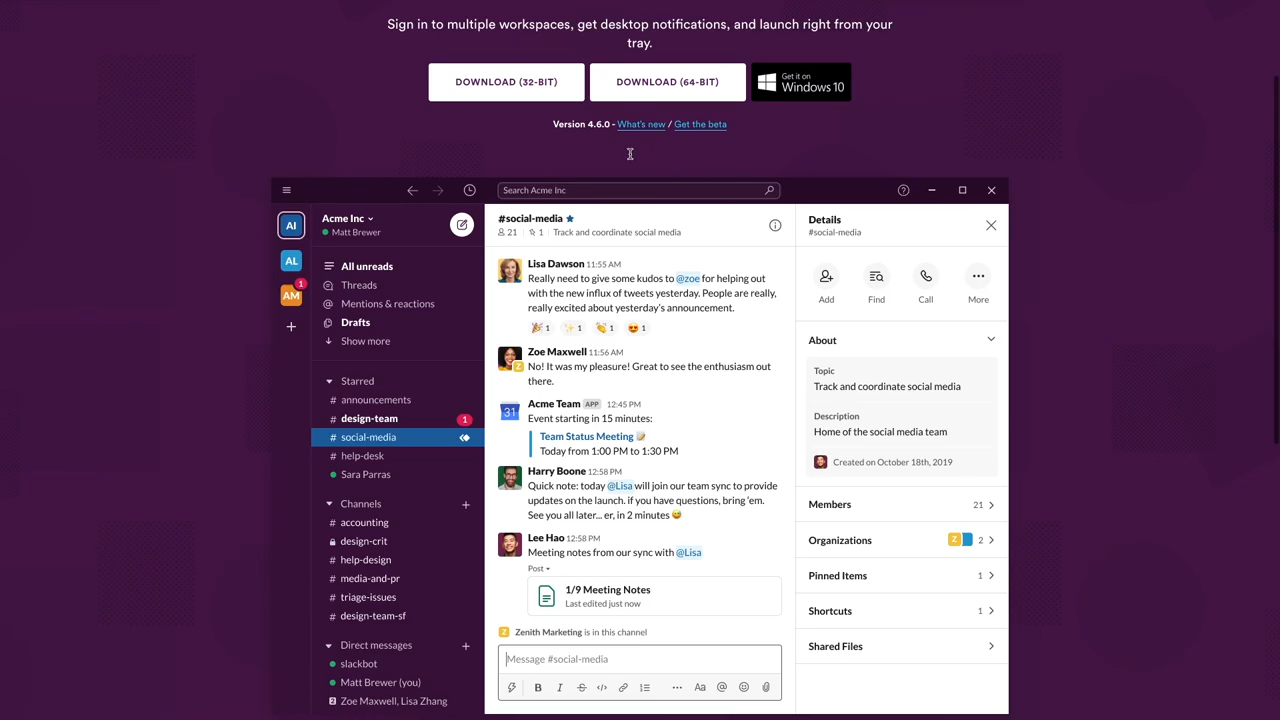 Sign in to multiple workspaces, get desktop notifications, and launch right from your
tray.
DOWNLOAD (32-BIT)
DOWNLOAD (64-BIT)
Get it on
Windows 10
Version 4.6.0 - What's new / Get the beta
Search Acme Inc
AI
AL
AM
1
Acme Inc
Matt Brewer
All unreads
Threads
Mentions & reactions
Drafts
Show more
Starred
# announcements
# design-team 1
# social-media
# help-desk
Sara Parras
Channels +
# accounting
design-crit
# help-design
# media-and-pr
# triage-issues
# design-team-sf
Direct messages +
slackbot
Matt Brewer (you)
2 Zoe Maxwell, Lisa Zhang
#social-media
21 | 1 | Track and coordinate social media
Lisa Dawson 11:55 AM
Really need to give some kudos to @zoe for helping out
with the new influx of tweets yesterday. People are really,
really excited about yesterday's announcement.
1 1 1 1
Zoe Maxwell 11:56 AM
Z
No! It was my pleasure! Great to see the enthusiasm out
there.
31
Acme Team APP 12:45 PM
Event starting in 15 minutes:
Team Status Meeting
Today from 1:00 PM to 1:30 PM
Harry Boone 12:58 PM
Quick note: today @Lisa will join our team sync to provide
updates on the launch. if you have questions, bring 'em.
See you all later... er, in 2 minutes
Lee Hao 12:58 PM
Meeting notes from our sync with @Lisa
Post
1/9 Meeting Notes
Last edited just now
Z Zenith Marketing is in this channel
Message #social-media
B I S Aa @
Details
#social-media
Add
Find
Call
More
About
Topic
Track and coordinate social media
Description
Home of the social media team
Created on October 18th, 2019
Members 21
Organizations Z 2
Pinned Items 1
Shortcuts 1
Shared Files